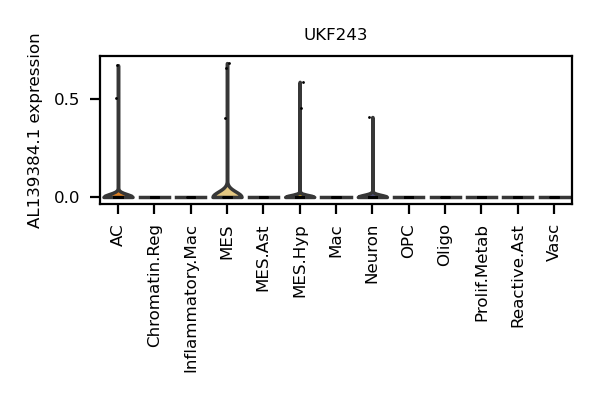 UKF243
AL139384.1 expression
0.5
0.0
AC
Chromatin.Reg
Inflammatory.Mac
MES
MES.Ast
MES.Hyp
Mac
Neuron
OPC
Oligo
Prolif.Metab
Reactive.Ast
Vasc